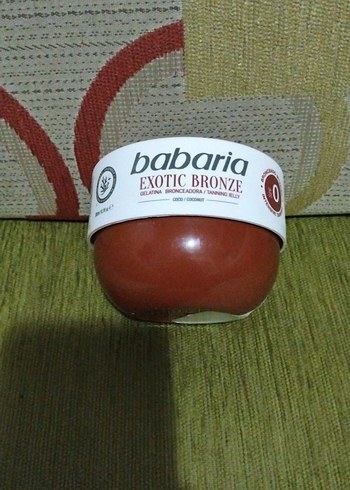 babaria
EXOTIC BRONZE
GELATINA BRONCEADORA / TANNING JELLY
COCO / COCONUT
0